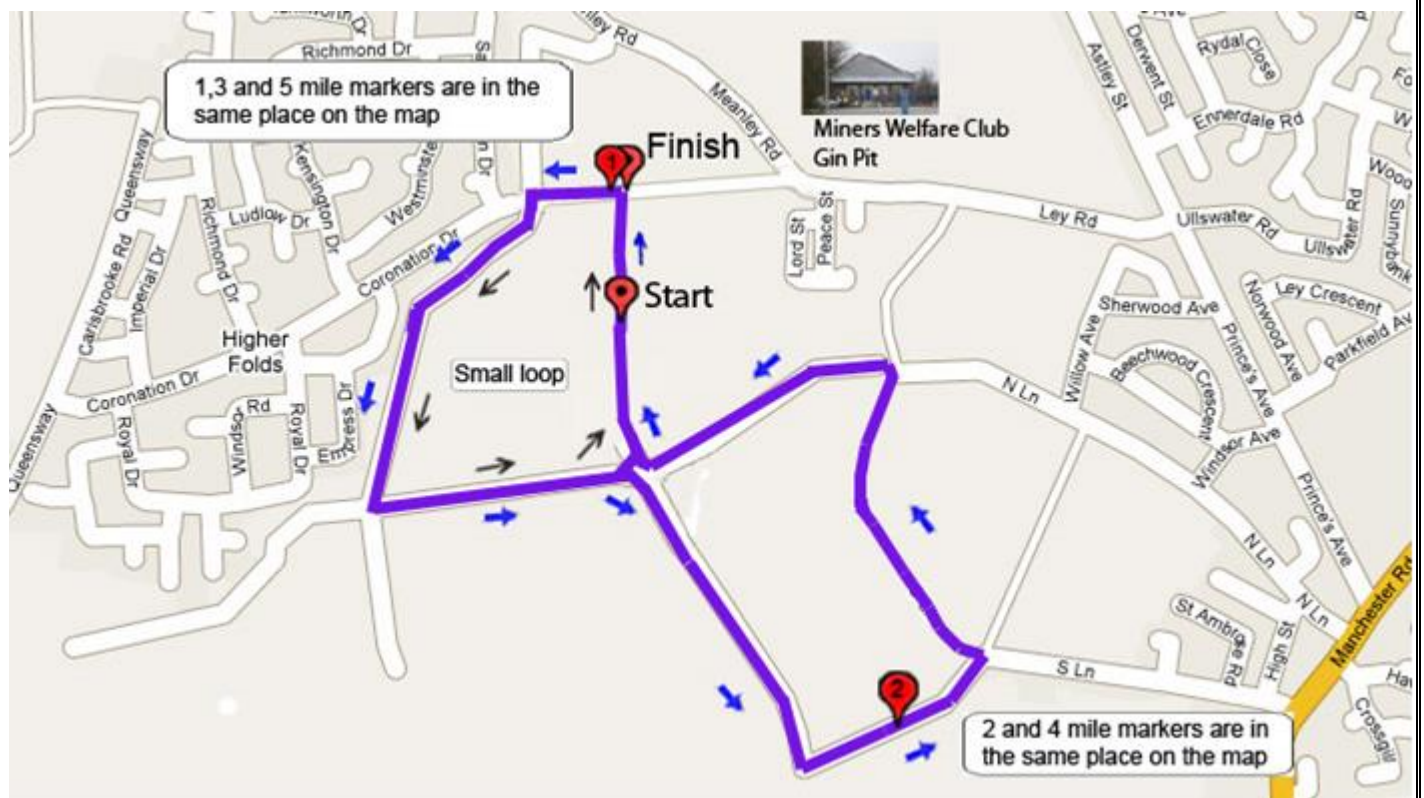 Richmond Dr
Meanley Rd
Astley St
Derwent St
Rydal Close
Ennerdale Rd
1,3 and 5 mile markers are in the
same place on the map
Miners Welfare Club
Gin Pit
1
Finish
Queensway
Kensington Dr
Westminster
Ludlow Dr
Richmond Dr
Coronation Dr
Carisbrooke Rd
Imperial Dr
Lord St
Peace St
Ley Rd
Ullswater Rd
Ullswater Rd
Start
Sherwood Ave
Norwood Ave
Ley Crescent
Parkfield Av
Prince's Ave
Higher
Folds
Small loop
Willow Ave
Beechwood Crescent
Windsor Ave
N Ln
Coronation Dr
Queensway
Royal Dr
Windsor Rd
Royal Dr
Empress Dr
Prince's Ave
N Ln
N Ln
Manchester Rd
St Ambrose Rd
High St
S Ln
Crossgill
2
2 and 4 mile markers are in
the same place on the map